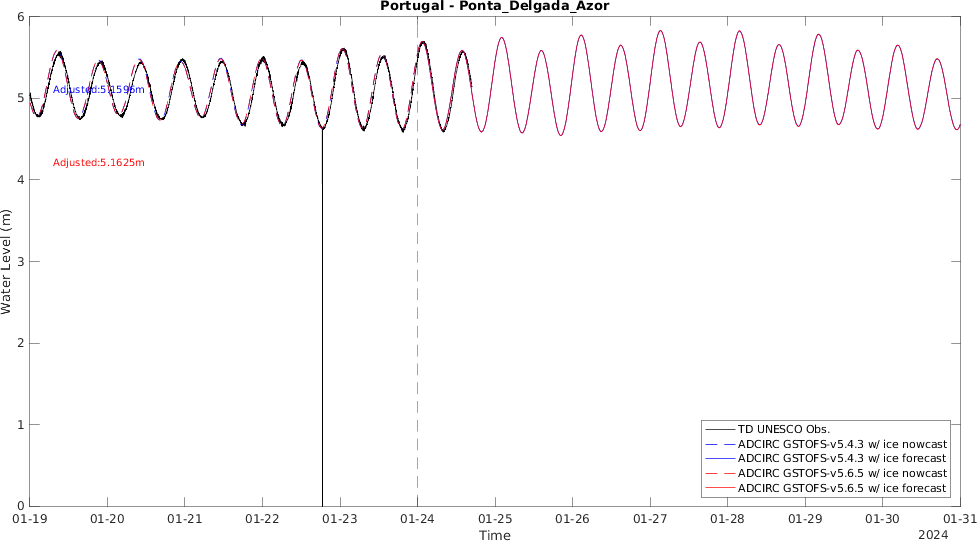 Portugal - Ponta_Delgada_Azor
6
5
4
3
2
1
0
Water Level (m)
Adjusted:5.1596m
Adjusted:5.1625m
TD UNESCO Obs.
ADCIRC GSTOFS-v5.4.3 w/ ice nowcast
ADCIRC GSTOFS-v5.4.3 w/ ice forecast
ADCIRC GSTOFS-v5.6.5 w/ ice nowcast
ADCIRC GSTOFS-v5.6.5 w/ ice forecast
01-19 01-20 01-21 01-22 01-23 01-24 01-25 01-26 01-27 01-28 01-29 01-30 01-31
Time
2024